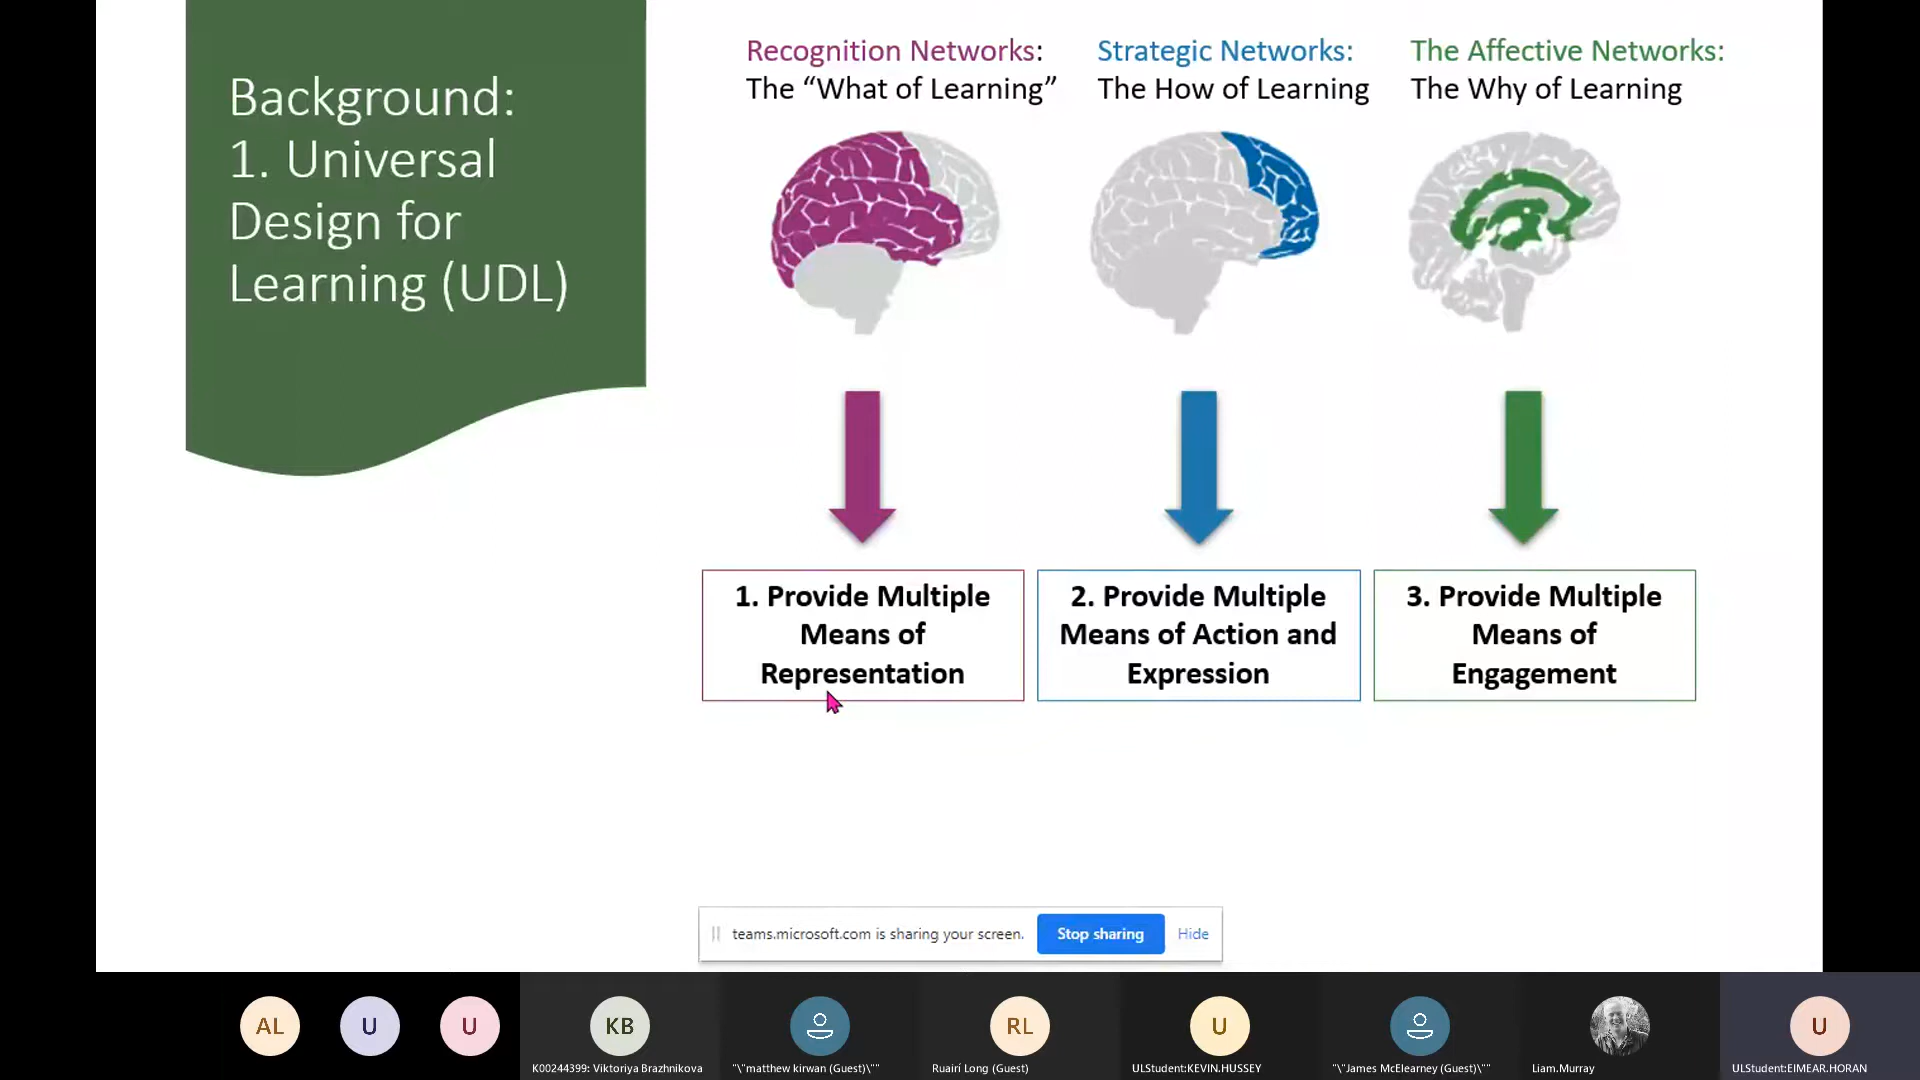 Background:
1. Universal
Design for
Learning (UDL)
Recognition Networks:
The “What of Learning”
Strategic Networks:
The How of Learning
The Affective Networks:
The Why of Learning
1. Provide Multiple
Means of
Representation
2. Provide Multiple
Means of Action and
Expression
3. Provide Multiple
Means of
Engagement
teams.microsoft.com is sharing your screen.
Stop sharing
Hide
AL
U
U
KB
RL
U
U
K00244399: Viktoriya Brazhnikova
"\"matthew kirwan (Guest)\""
Ruairí Long (Guest)
ULStudent:KEVIN.HUSSEY
"\"James McElearney (Guest)\""
Liam.Murray
ULStudent:EIMEAR.HORAN